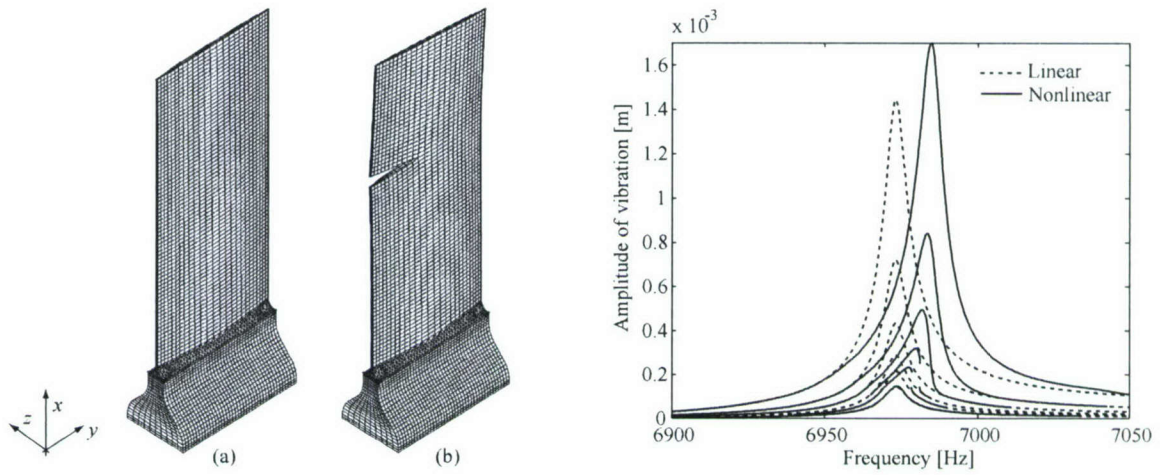 z
x
y
(a)
(b)
x 10-3
1.6
1.4
1.2
1
0.8
0.6
0.4
0.2
0
Amplitude of vibration [m]
Linear
Nonlinear
6900
6950
7000
7050
Frequency [Hz]